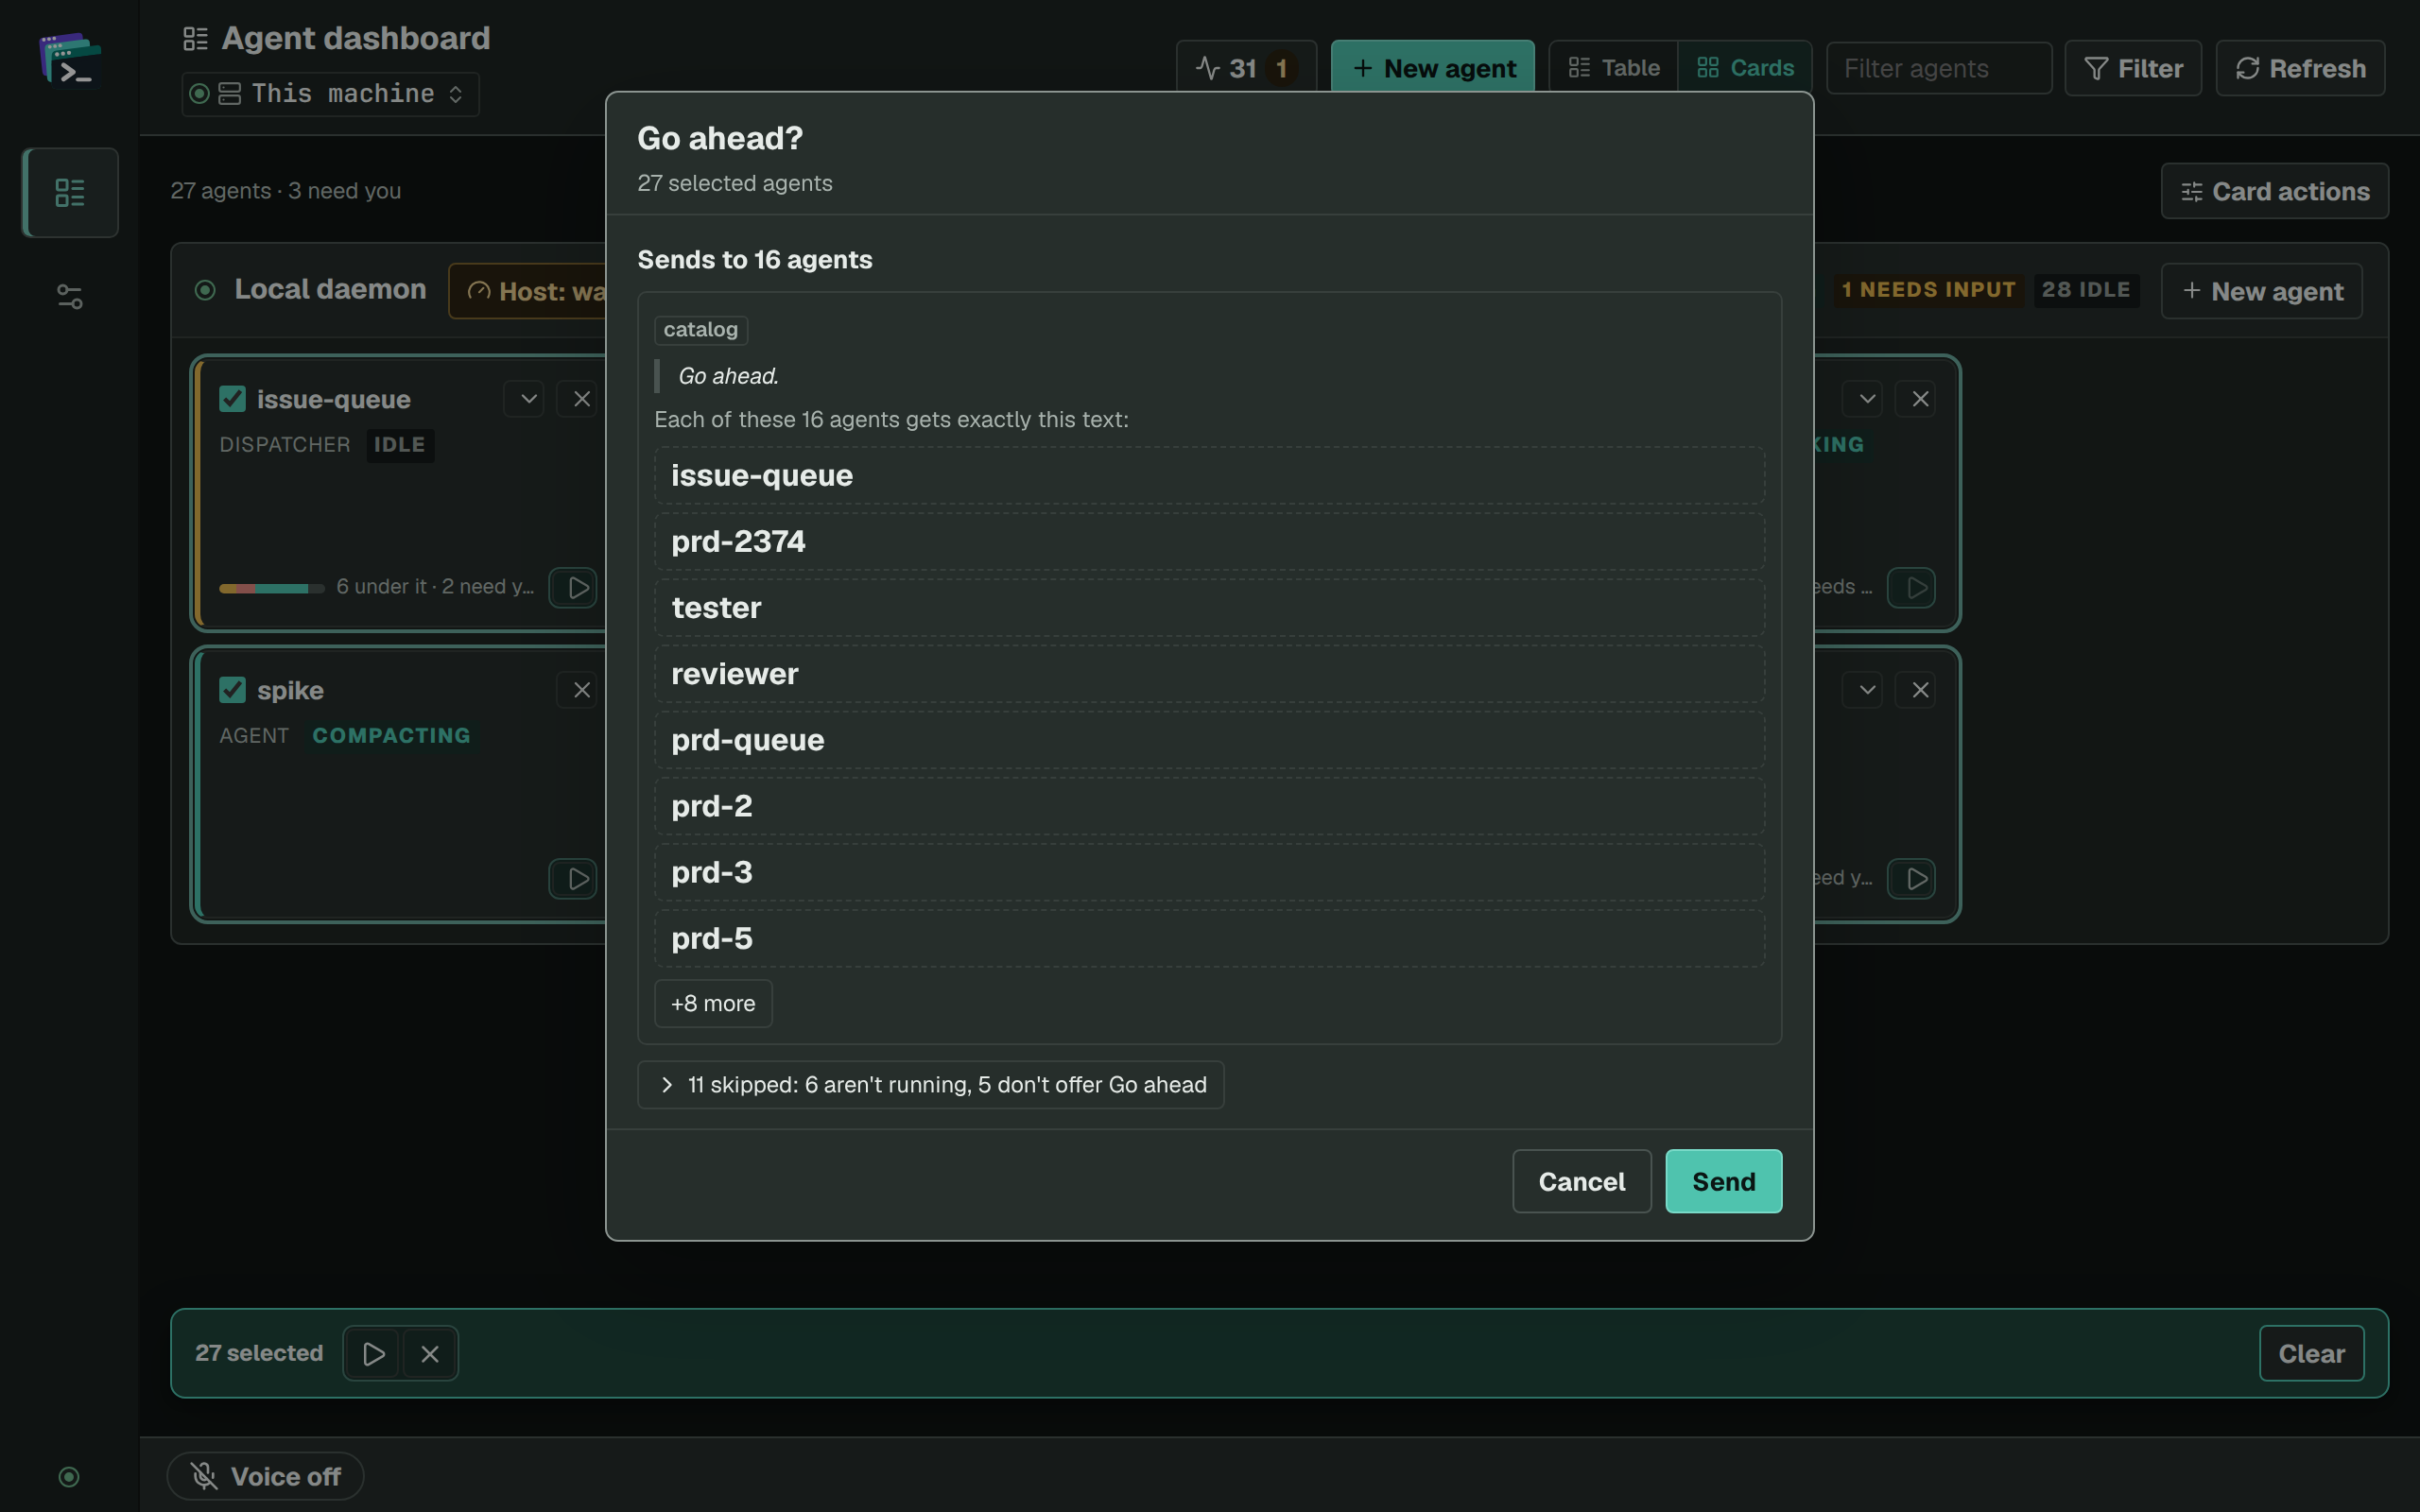 Agent dashboard
This machine
31 1
New agent
Table
Cards
Filter agents
Filter
Refresh
27 agents · 3 need you
Card actions
Local daemon
Host: wa
1 NEEDS INPUT
28 IDLE
New agent
issue-queue
DISPATCHER IDLE
6 under it · 2 need y...
spike
AGENT COMPACTING
Go ahead?
27 selected agents
Sends to 16 agents
catalog
Go ahead.
Each of these 16 agents gets exactly this text:
issue-queue
prd-2374
tester
reviewer
prd-queue
prd-2
prd-3
prd-5
+8 more
11 skipped: 6 aren't running, 5 don't offer Go ahead
Cancel
Send
KING
eeds ...
eed y...
27 selected
Clear
Voice off